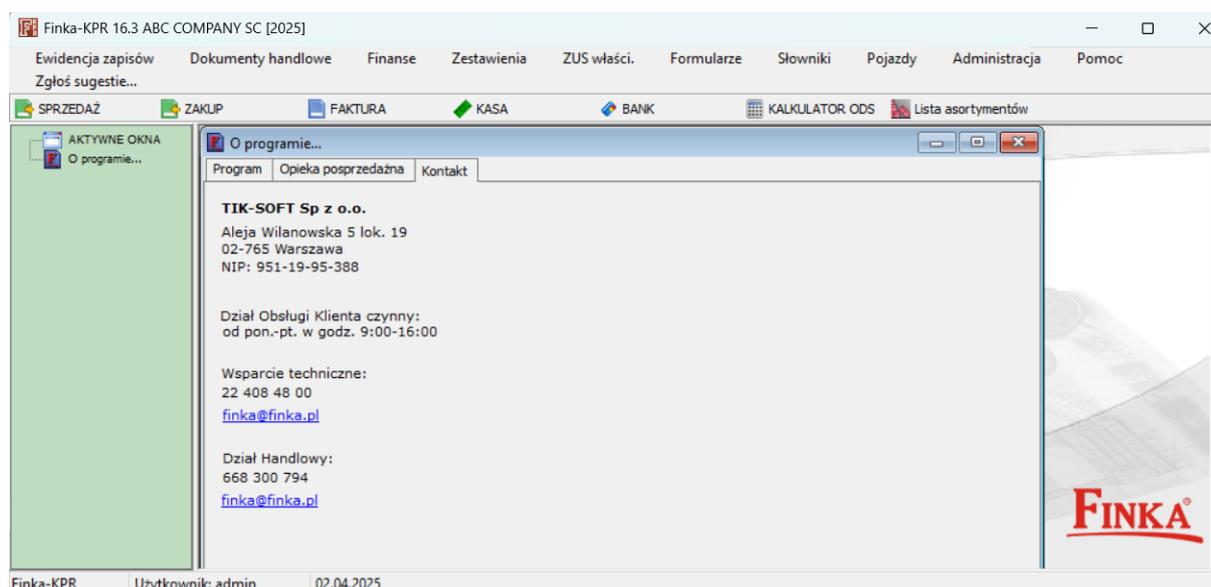 Finka-KPR 16.3 ABC COMPANY SC [2025]
Ewidencja zapisów Dokumenty handlowe Finanse Zestawienia ZUS właści. Formularze Słowniki Pojazdy Administracja Pomoc
Zgłoś sugestie...
SPRZEDAŻ ZAKUP FAKTURA KASA BANK KALKULATOR ODS Lista asortymentów
AKTYWNE OKNA
O programie...
O programie...
Program Opieka posprzedażna Kontakt
TIK-SOFT Sp z o.o.
Aleja Wilanowska 5 lok. 19
02-765 Warszawa
NIP: 951-19-95-388
Dział Obsługi Klienta czynny:
od pon.-pt. w godz. 9:00-16:00
Wsparcie techniczne:
22 408 48 00
finka@finka.pl
Dział Handlowy:
668 300 794
finka@finka.pl
FINKA®
Finka-KPR Użytkownik: admin 02.04.2025